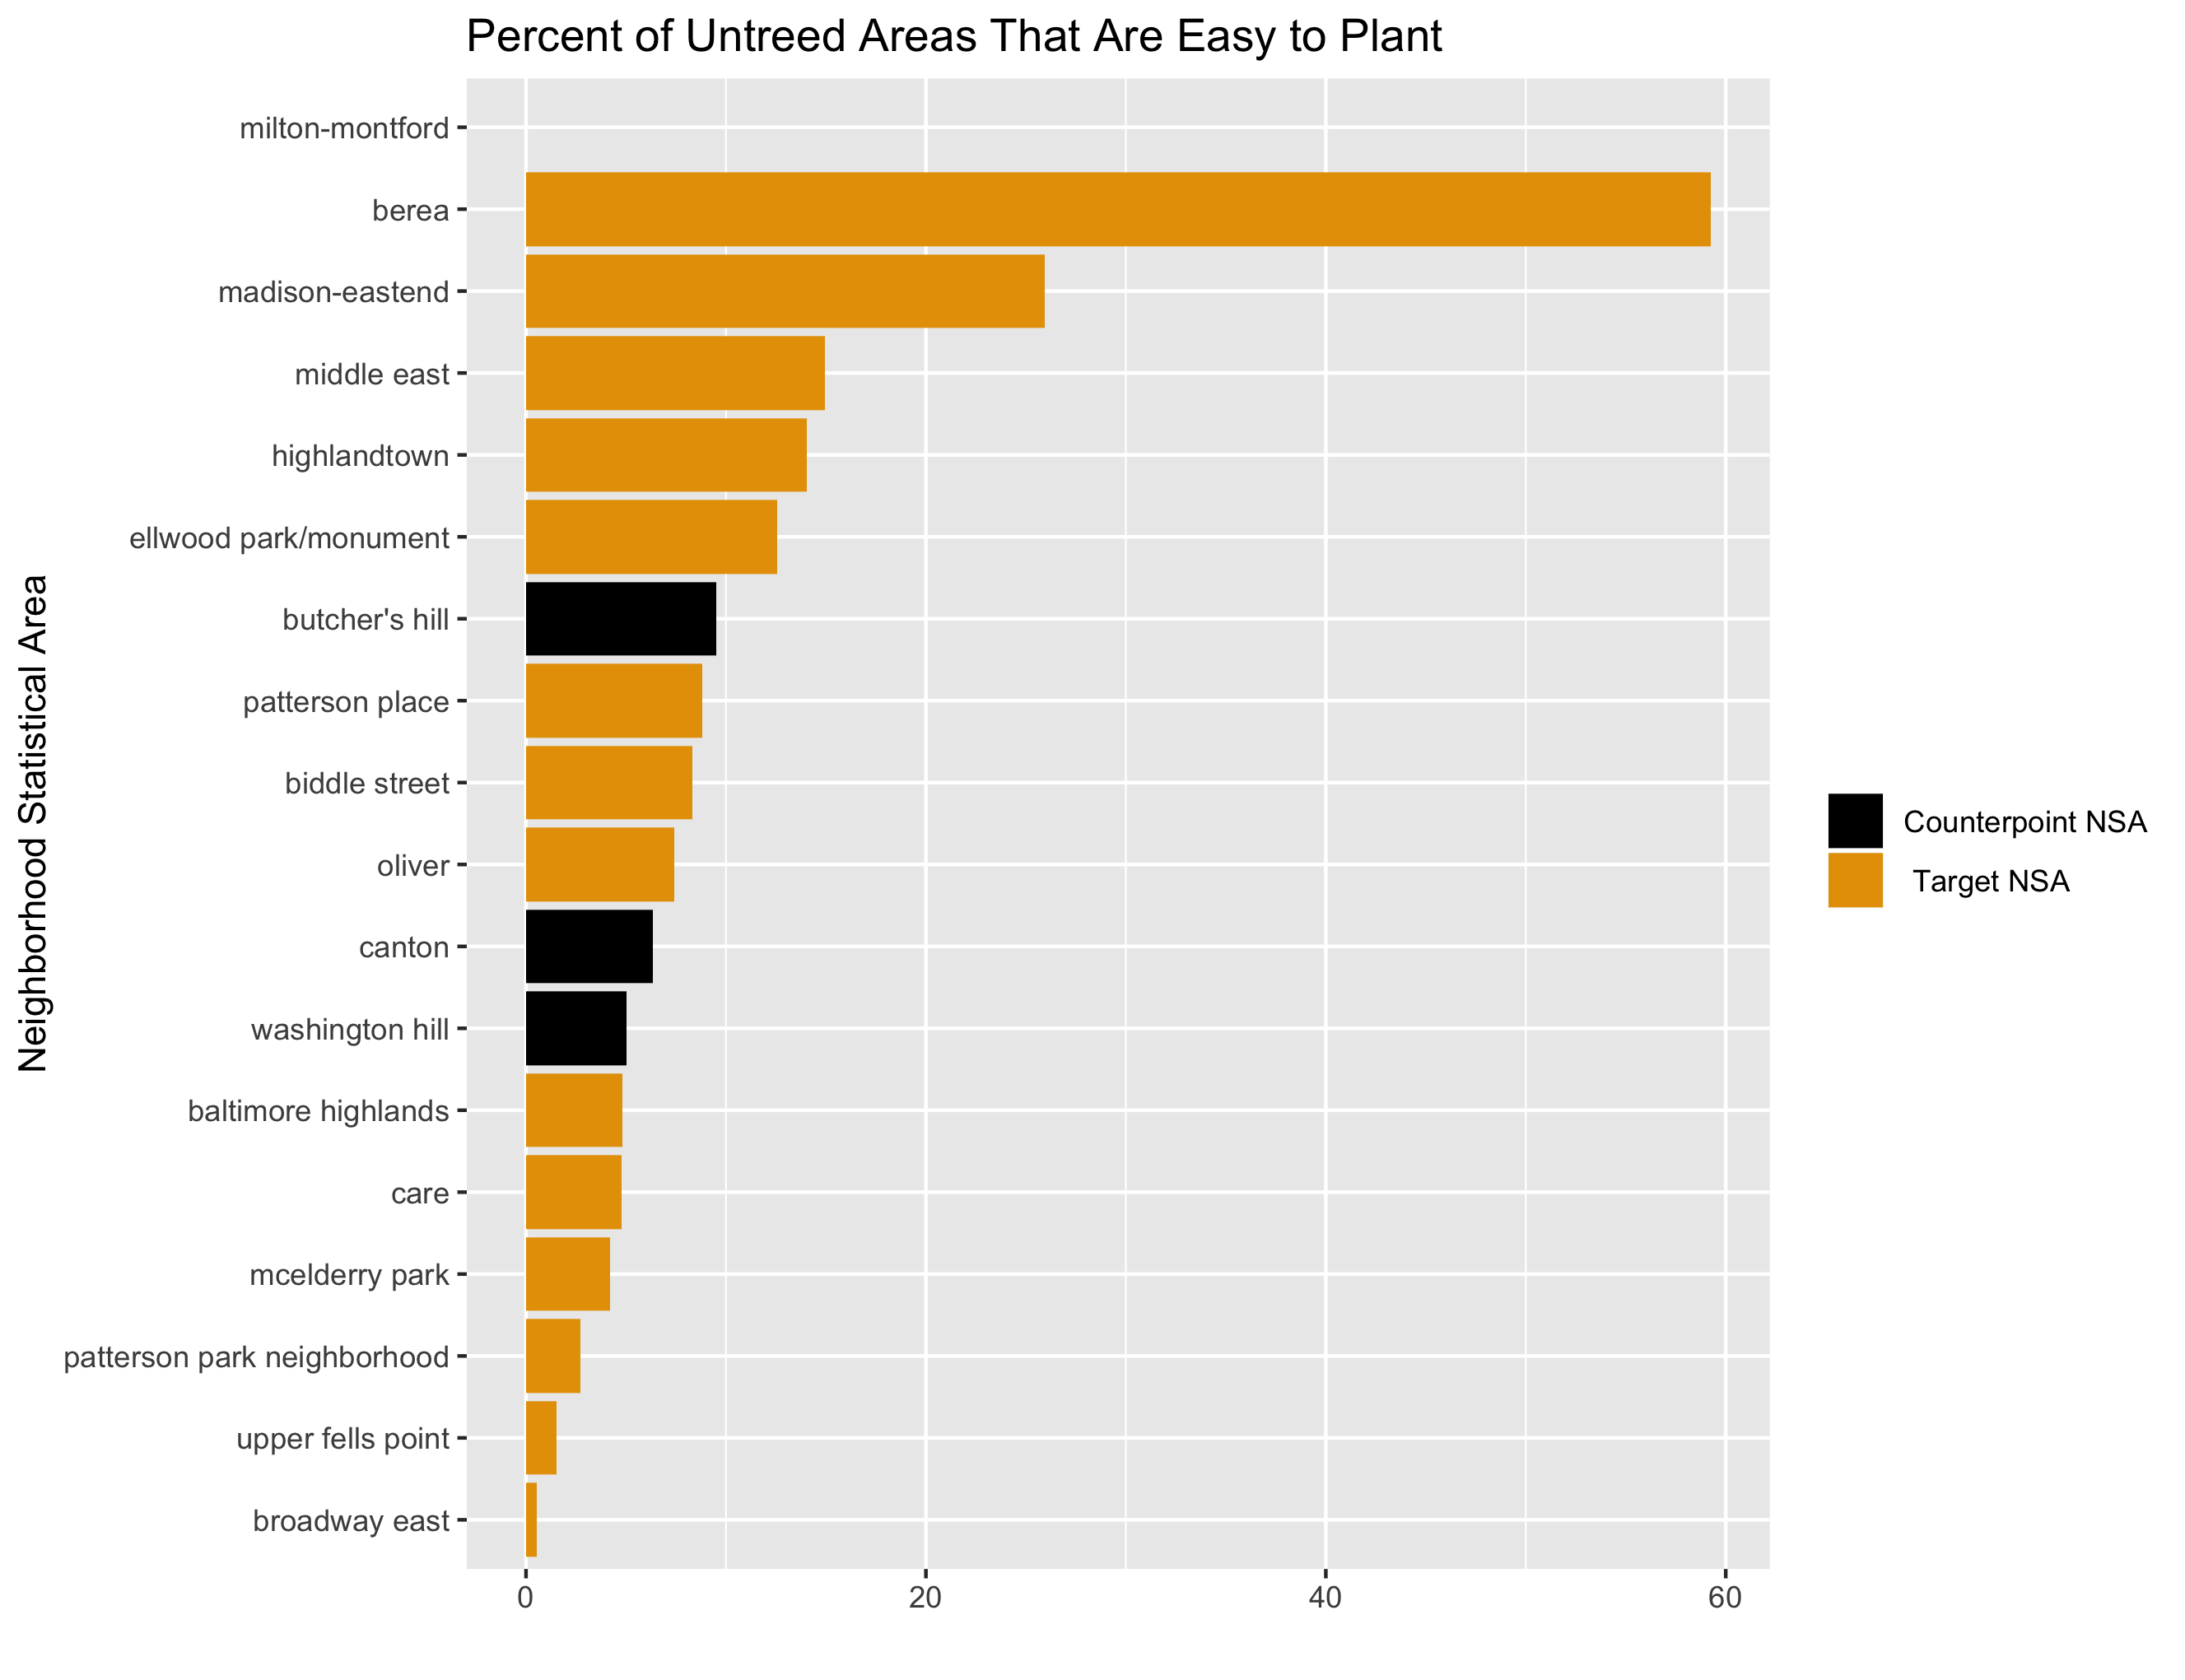 Percent of Untreed Areas That Are Easy to Plant
Neighborhood Statistical Area
milton-montford
berea
madison-eastend
middle east
highlandtown
ellwood park/monument
butcher's hill
patterson place
biddle street
oliver
canton
washington hill
baltimore highlands
care
mcelderry park
patterson park neighborhood
upper fells point
broadway east
0 20 40 60
Counterpoint NSA
Target NSA